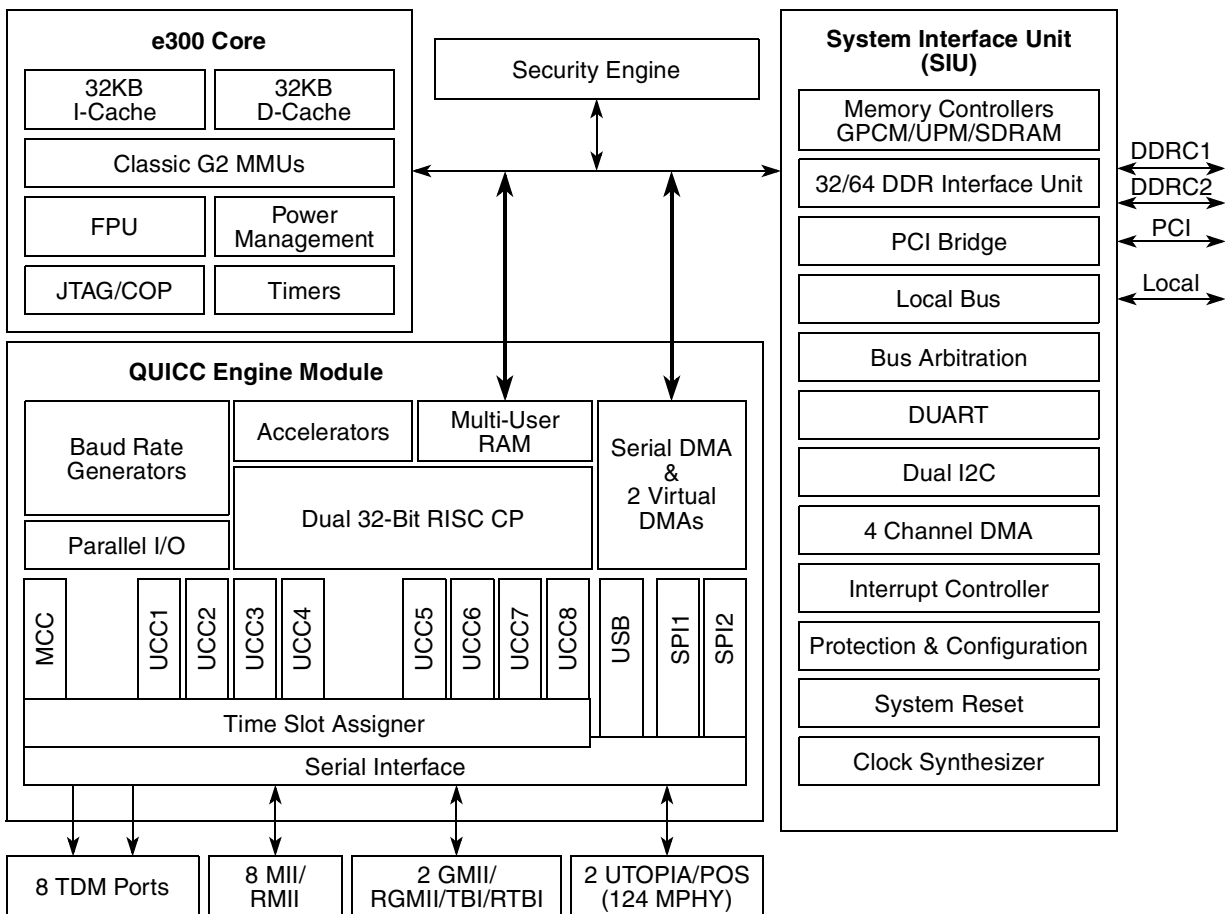 e300 Core
32KB
I-Cache
32KB
D-Cache
Classic G2 MMUs
FPU
Power
Management
JTAG/COP
Timers
Security Engine
System Interface Unit
(SIU)
Memory Controllers
GPCM/UPM/SDRAM
32/64 DDR Interface Unit
PCI Bridge
Local Bus
Bus Arbitration
DUART
Dual I2C
4 Channel DMA
Interrupt Controller
Protection & Configuration
System Reset
Clock Synthesizer
DDRC1
DDRC2
PCI
Local
QUICC Engine Module
Baud Rate
Generators
Parallel I/O
Accelerators
Multi-User
RAM
Dual 32-Bit RISC CP
Serial DMA
&
2 Virtual
DMAs
MCC
UCC1
UCC2
UCC3
UCC4
UCC5
UCC6
UCC7
UCC8
USB
SPI1
SPI2
Time Slot Assigner
Serial Interface
8 TDM Ports
8 MII/
RMII
2 GMII/
RGMII/TBI/RTBI
2 UTOPIA/POS
(124 MPHY)